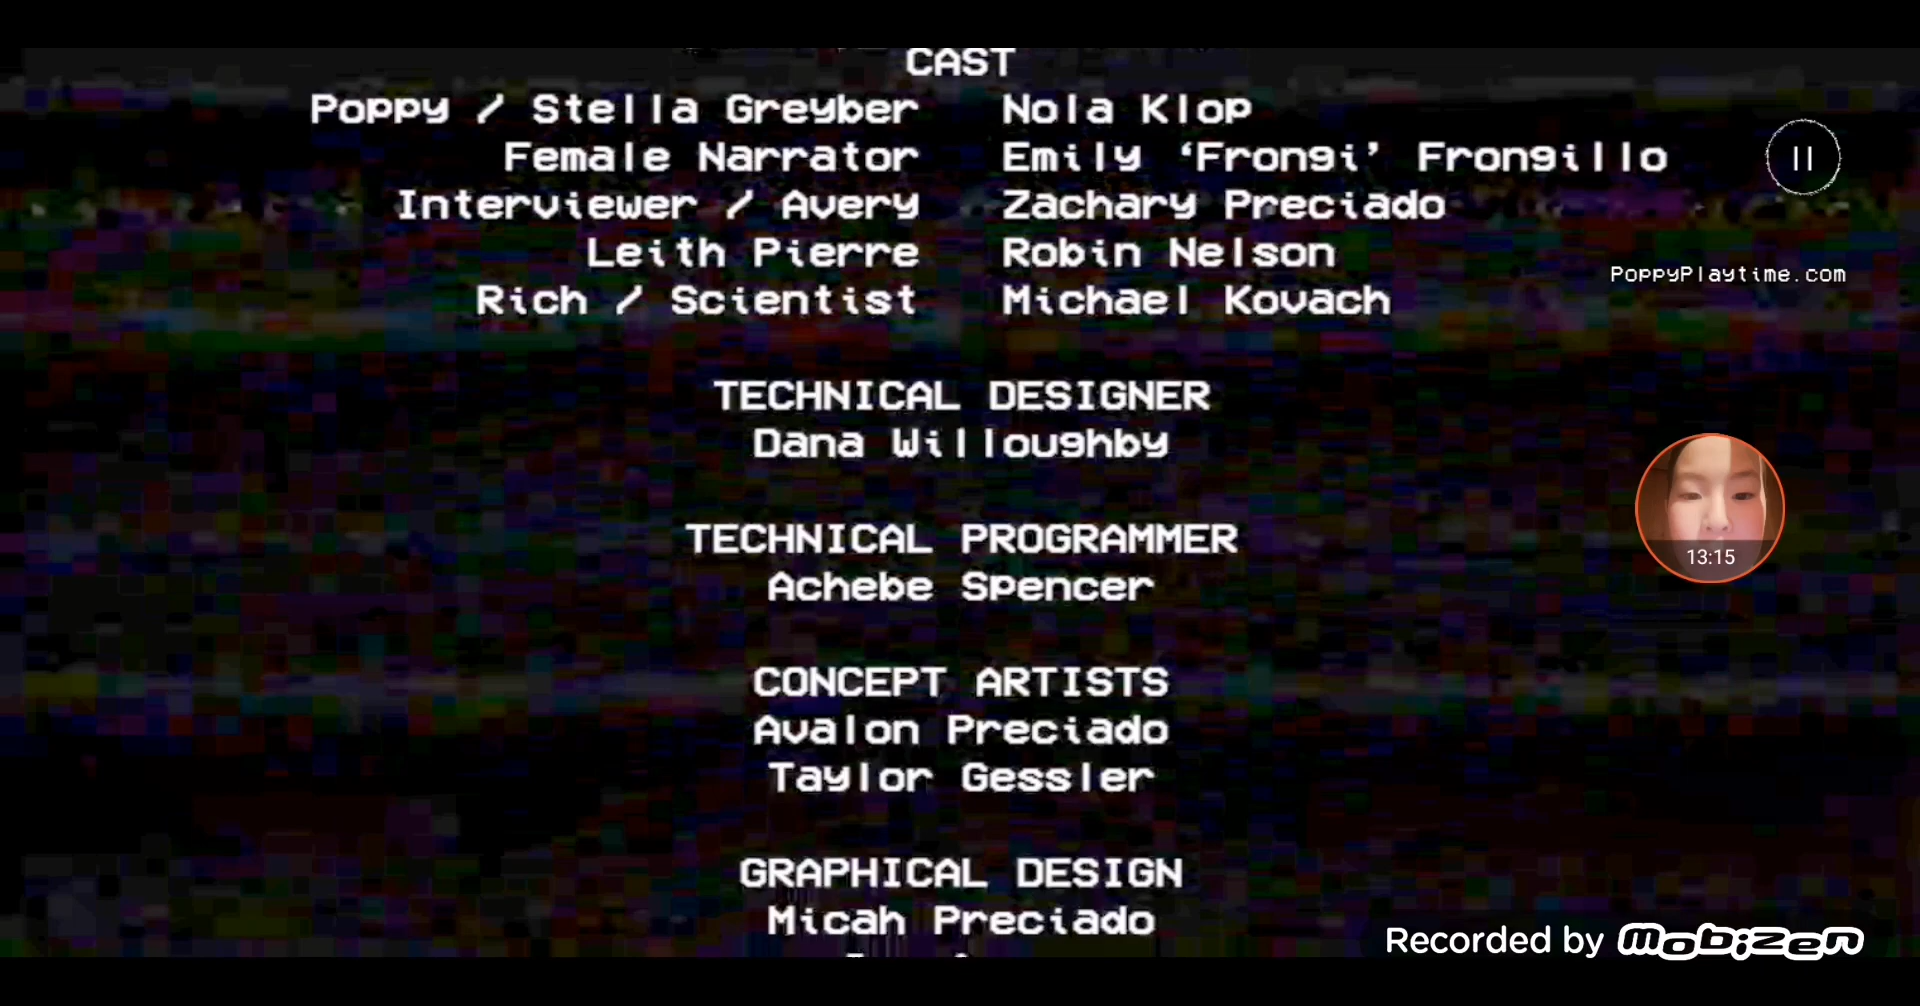 CAST
Poppy / Stella Greyber Nola Klop
Female Narrator Emily ‘Frongi’ Frongillo
Interviewer / Avery Zachary Preciado
Leith Pierre Robin Nelson
PoppyPlaytime.com
Rich / Scientist Michael Kovach
TECHNICAL DESIGNER
Dana Willoughby
TECHNICAL PROGRAMMER
13:15
Achebe Spencer
CONCEPT ARTISTS
Avalon Preciado
Taylor Gessler
GRAPHICAL DESIGN
Micah Preciado
Recorded by mobizen